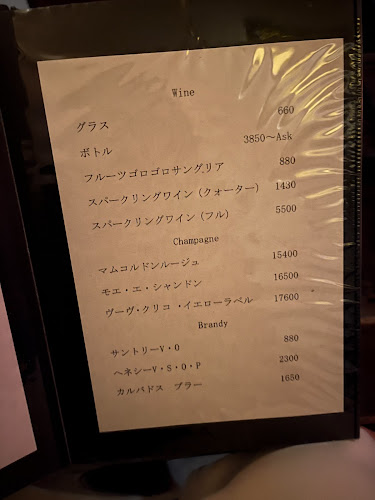 Wine
グラス 660
ボトル 3850～Ask
フルーツゴロゴロサングリア 880
スパークリングワイン (クォーター) 1430
スパークリングワイン (フル) 5500
Champagne
マムコルドンルージュ 15400
モエ・エ・シャンドン 16500
ヴーヴ・クリコ ・イエローラベル 17600
Brandy
サントリーV・O 880
ヘネシーV・S・O・P 2300
カルバドス ブラー 1650